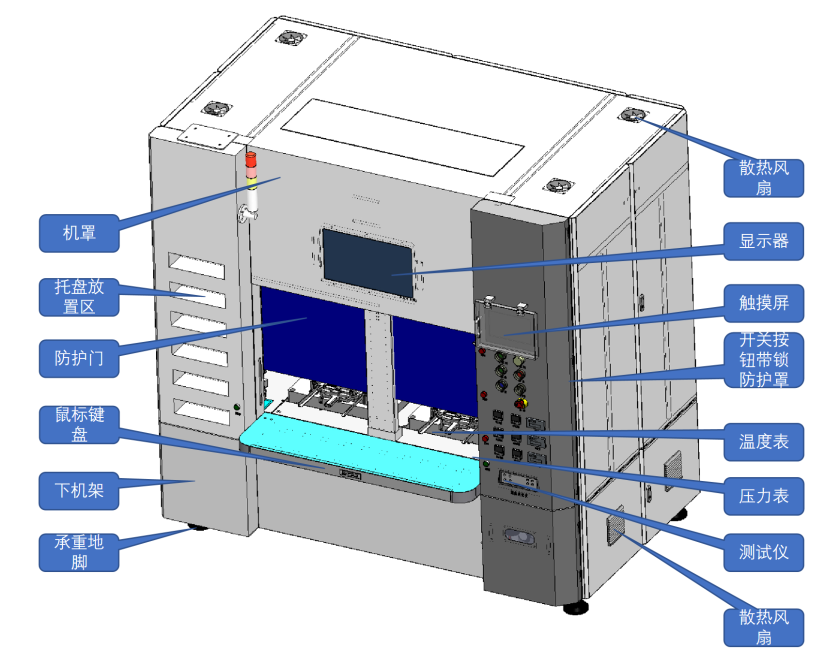 机罩
托盘放
置区
防护门
鼠标键
盘
下机架
承重地
脚
散热风
扇
显示器
触摸屏
开关按
钮带锁
防护罩
温度表
压力表
测试仪
散热风
扇